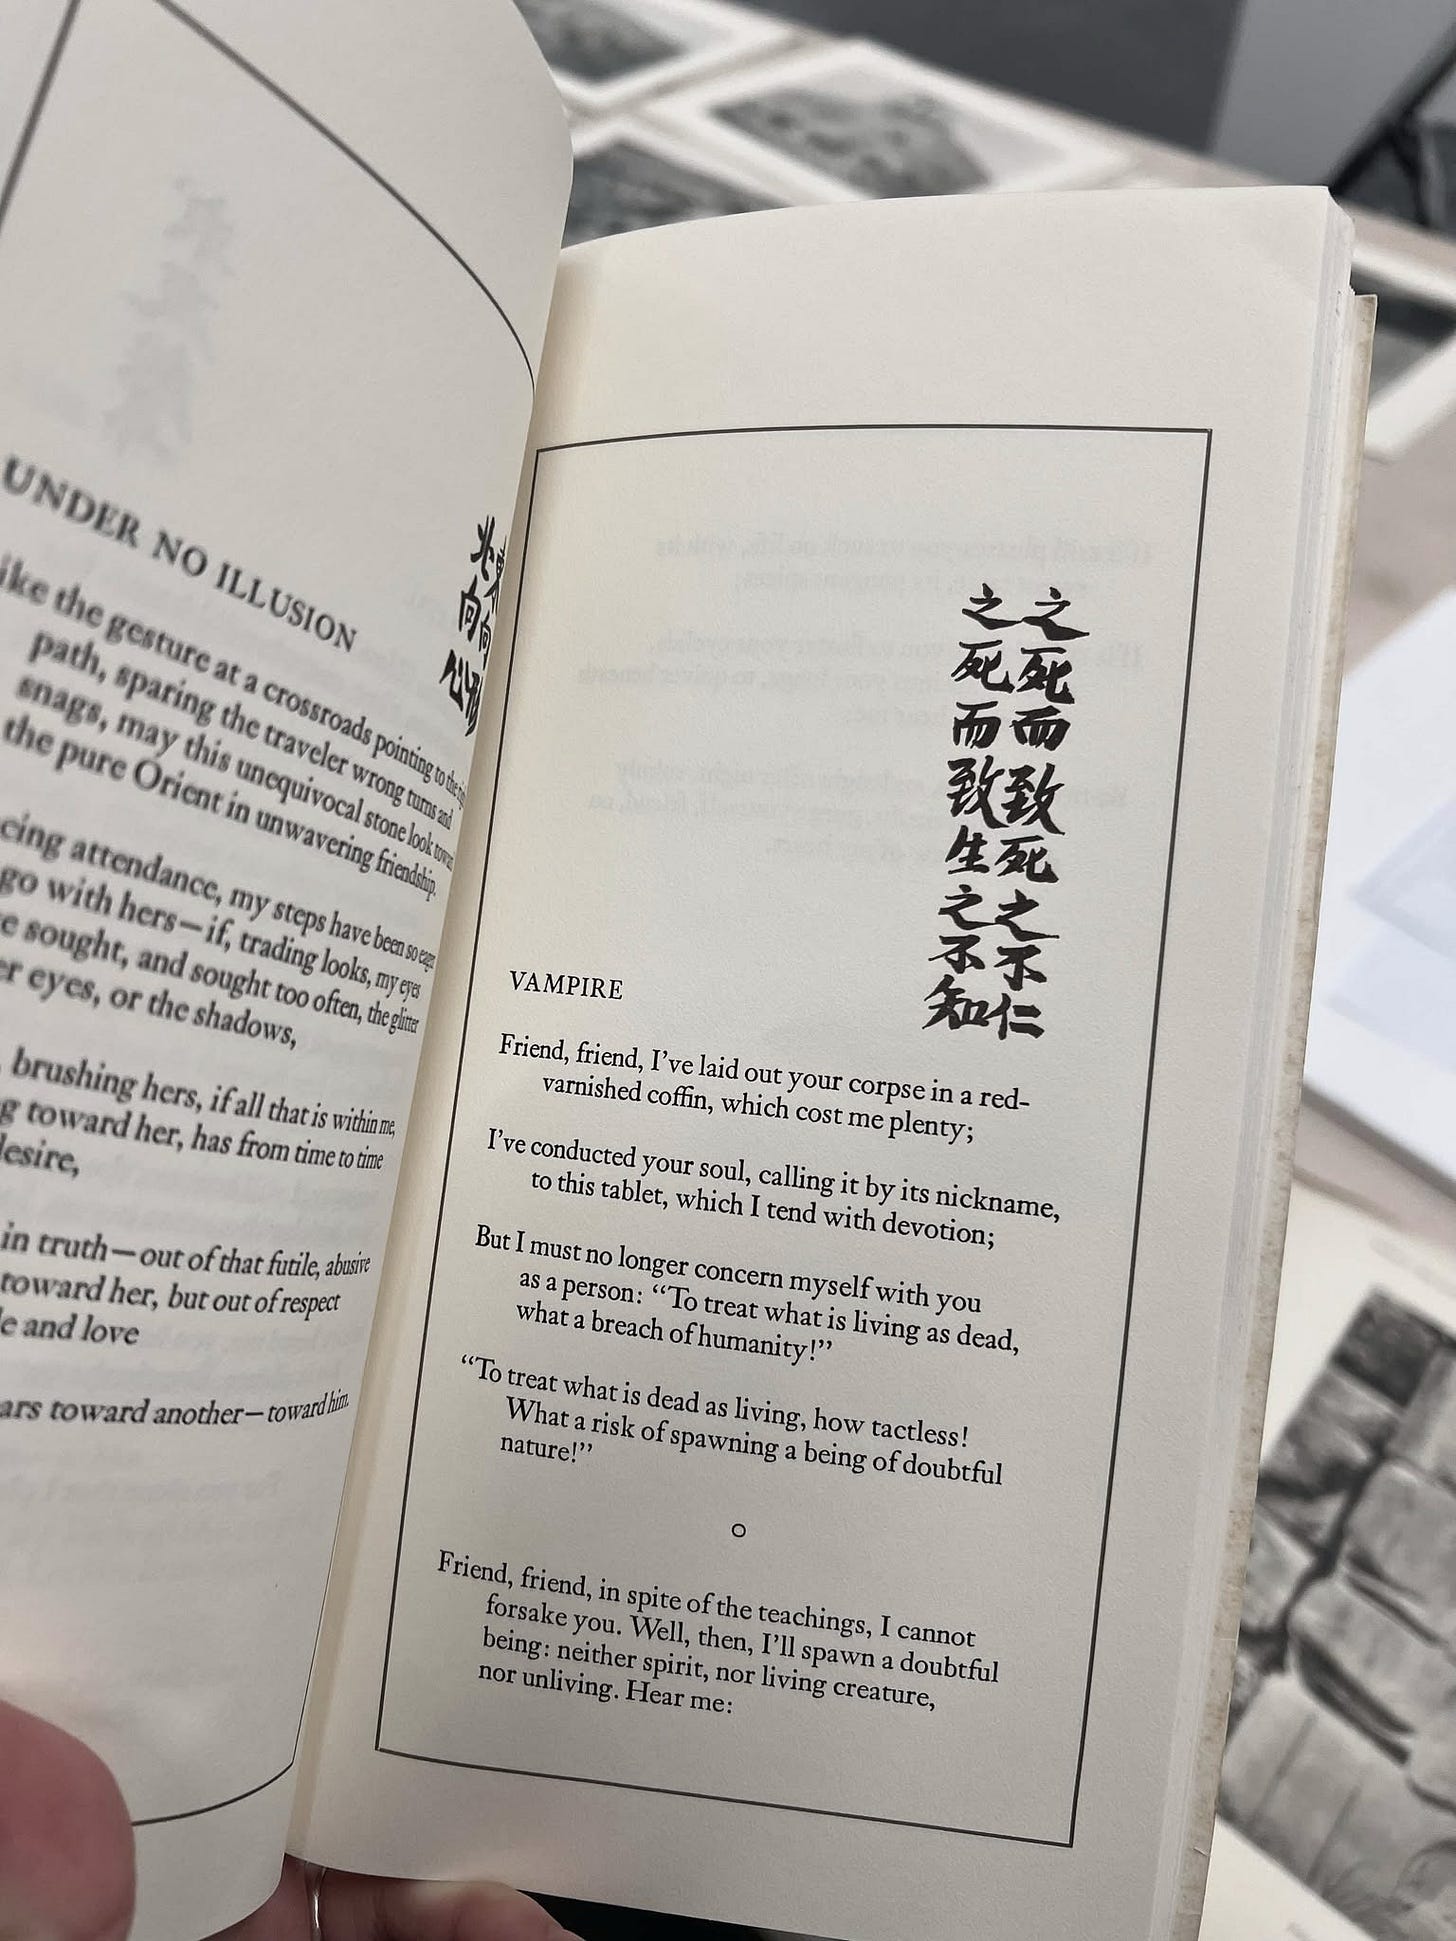 UNDER NO ILLUSION
ike the gesture at a crossroads pointing to the
path, sparing the traveler wrong turns and
snags, may this unequivocal stone look
the pure Orient in unwavering friendship.
cing attendance, my steps have been so eager
go with hers—if, trading looks, my eyes
e sought, and sought too often, the glitter
er eyes, or the shadows,
brushing hers, if all that is within me,
g toward her, has from time to time
desire,
in truth—out of that futile, abusive
toward her, but out of respect
e and love
ars toward another—toward him.
北向心
之死而致死之不仁
之死而致生之不知
VAMPIRE
Friend, friend, I've laid out your corpse in a red-
varnished coffin, which cost me plenty;
I've conducted your soul, calling it by its nickname,
to this tablet, which I tend with devotion;
But I must no longer concern myself with you
as a person: “To treat what is living as dead,
what a breach of humanity!”
“To treat what is dead as living, how tactless!
What a risk of spawning a being of doubtful
nature!”
Friend, friend, in spite of the teachings, I cannot
forsake you. Well, then, I'll spawn a doubtful
being: neither spirit, nor living creature,
nor unliving. Hear me: